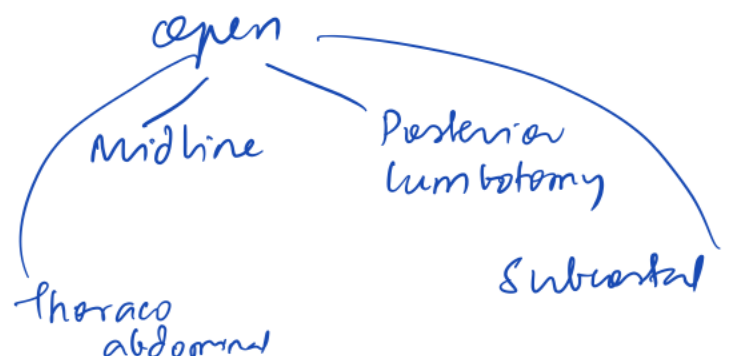 Open
Midline
Posterior
lumbotomy
Subcostal
Thoraco
abdominal